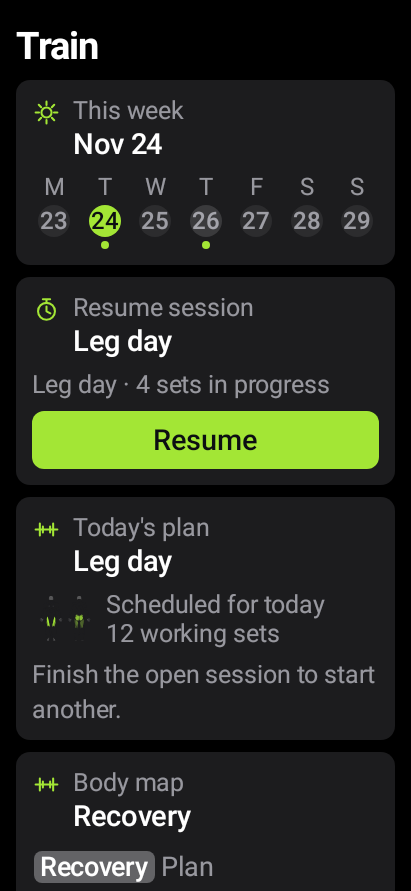 Train
This week
Nov 24
M T W T F S S
23 24 25 26 27 28 29
Resume session
Leg day
Leg day · 4 sets in progress
Resume
Today's plan
Leg day
Scheduled for today
12 working sets
Finish the open session to start
another.
Body map
Recovery
Recovery Plan